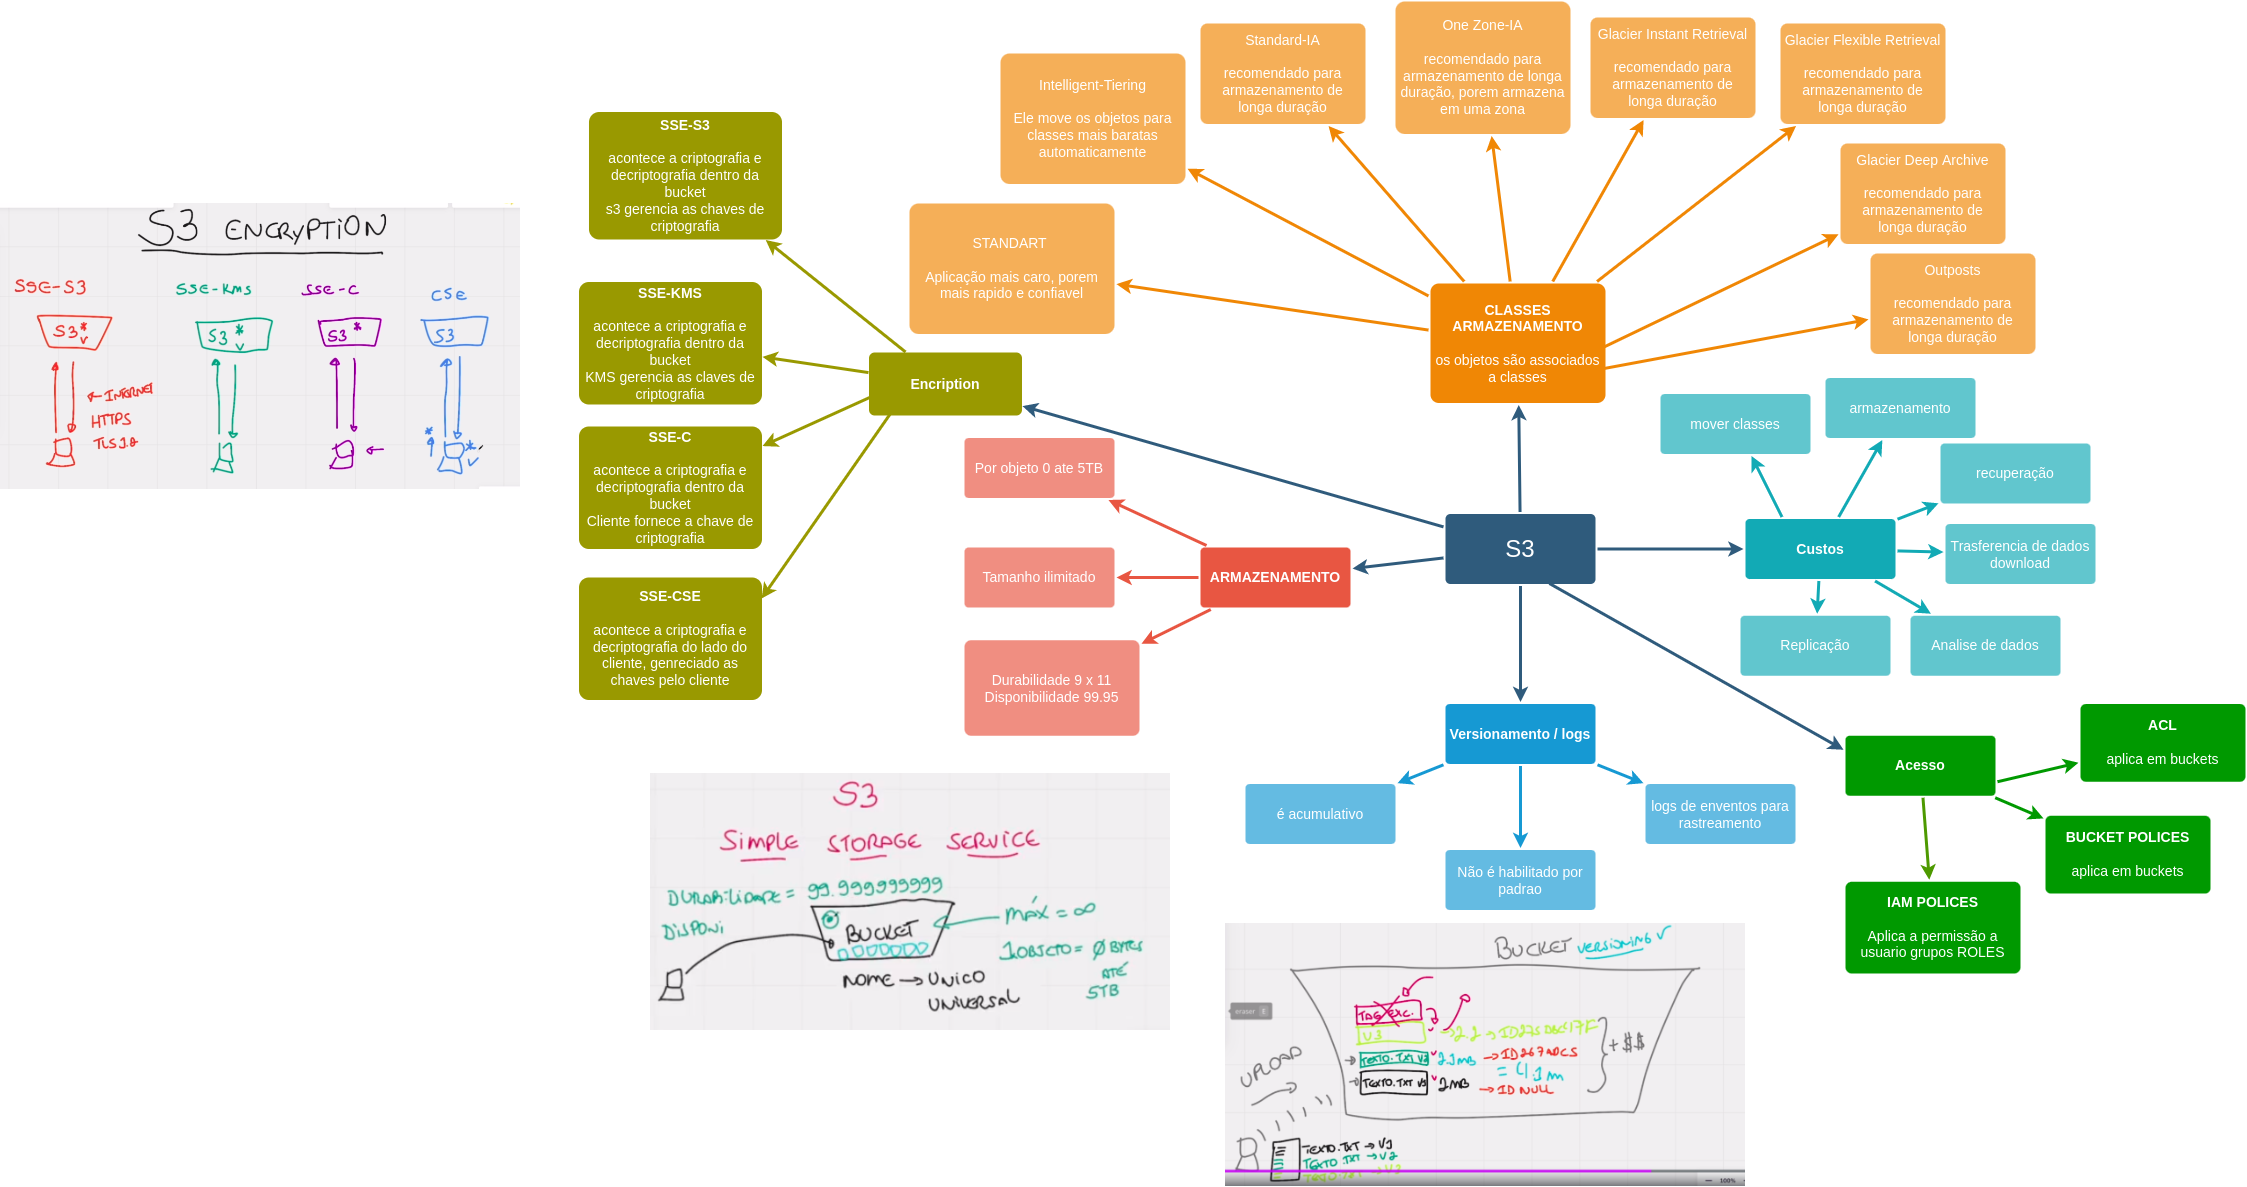 S3 ENCRYPTION
SSE-S3
SSE-KMS
SSE-C
CSE
S3*
S3*
S3*
S3
INTERNET
HTTPS
TLS
SSE-S3
acontece a criptografia e
decriptografia dentro da
bucket
s3 gerencia as chaves de
criptografia
SSE-KMS
acontece a criptografia e
decriptografia dentro da
bucket
KMS gerencia as claves de
criptografia
SSE-C
acontece a criptografia e
decriptografia dentro da
bucket
Cliente fornece a chave de
criptografia
SSE-CSE
acontece a criptografia e
decriptografia do lado do
cliente, genreciado as
chaves pelo cliente
Encription
STANDART
Aplicação mais caro, porem
mais rapido e confiavel
Intelligent-Tiering
Ele move os objetos para
classes mais baratas
automaticamente
Standard-IA
recomendado para
armazenamento de
longa duração
One Zone-IA
recomendado para
armazenamento de longa
duração, porem armazena
em uma zona
Glacier Instant Retrieval
recomendado para
armazenamento de
longa duração
Glacier Flexible Retrieval
recomendado para
armazenamento de
longa duração
Glacier Deep Archive
recomendado para
armazenamento de
longa duração
Outposts
recomendado para
armazenamento de
longa duração
CLASSES
ARMAZENAMENTO
os objetos são associados
a classes
mover classes
armazenamento
recuperação
Trasferencia de dados
download
Custos
Replicação
Analise de dados
S3
ARMAZENAMENTO
Por objeto 0 ate 5TB
Tamanho ilimitado
Durabilidade 9 x 11
Disponibilidade 99.95
Versionamento / logs
é acumulativo
Não é habilitado por
padrao
logs de enventos para
rastreamento
Acesso
ACL
aplica em buckets
BUCKET POLICES
aplica em buckets
IAM POLICES
Aplica a permissão a
usuario grupos ROLES
S3
SIMPLE STORAGE SERVICE
DURABILIDADE = 99.999999999
DISPONI
BUCKET
MÁX = ∞
1 OBJECTO = 0 BYTES
ATÉ
5TB
NOME → UNICO
UNIVERSAL
BUCKET VERSIONING
eraser
TAG EXC.
V3 → 2.2 →
TEXTO.TXT V2 2.1MB →
= 4.1 m
TEXTO.TXT V1 2MB → ID NULL
+ $$
UPLOAD
TEXTO.TXT → V1
TEXTO.TXT → V2
100%